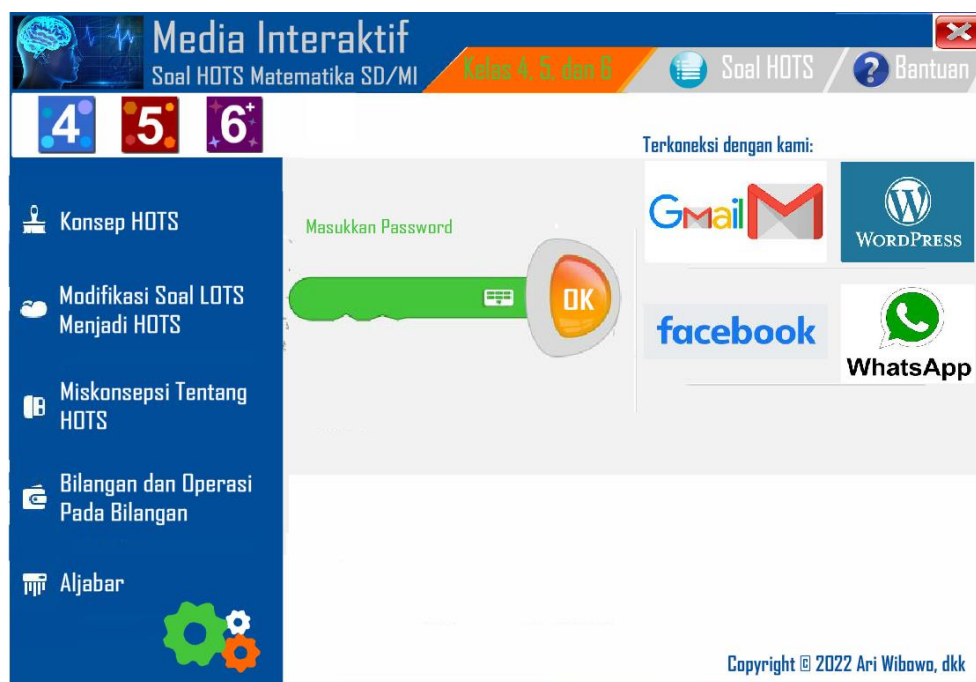 Media Interaktif
Soal HOTS Matematika SD/MI
Kelas 4, 5, dan 6
Soal HOTS
? Bantuan
4 5 6+
Terkoneksi dengan kami:
Konsep HOTS
Modifikasi Soal LOTS
Menjadi HOTS
Miskonsepsi Tentang
HOTS
Bilangan dan Operasi
Pada Bilangan
Aljabar
Masukkan Password
OK
Gmail
WORDPRESS
facebook
WhatsApp
Copyright © 2022 Ari Wibowo, dkk